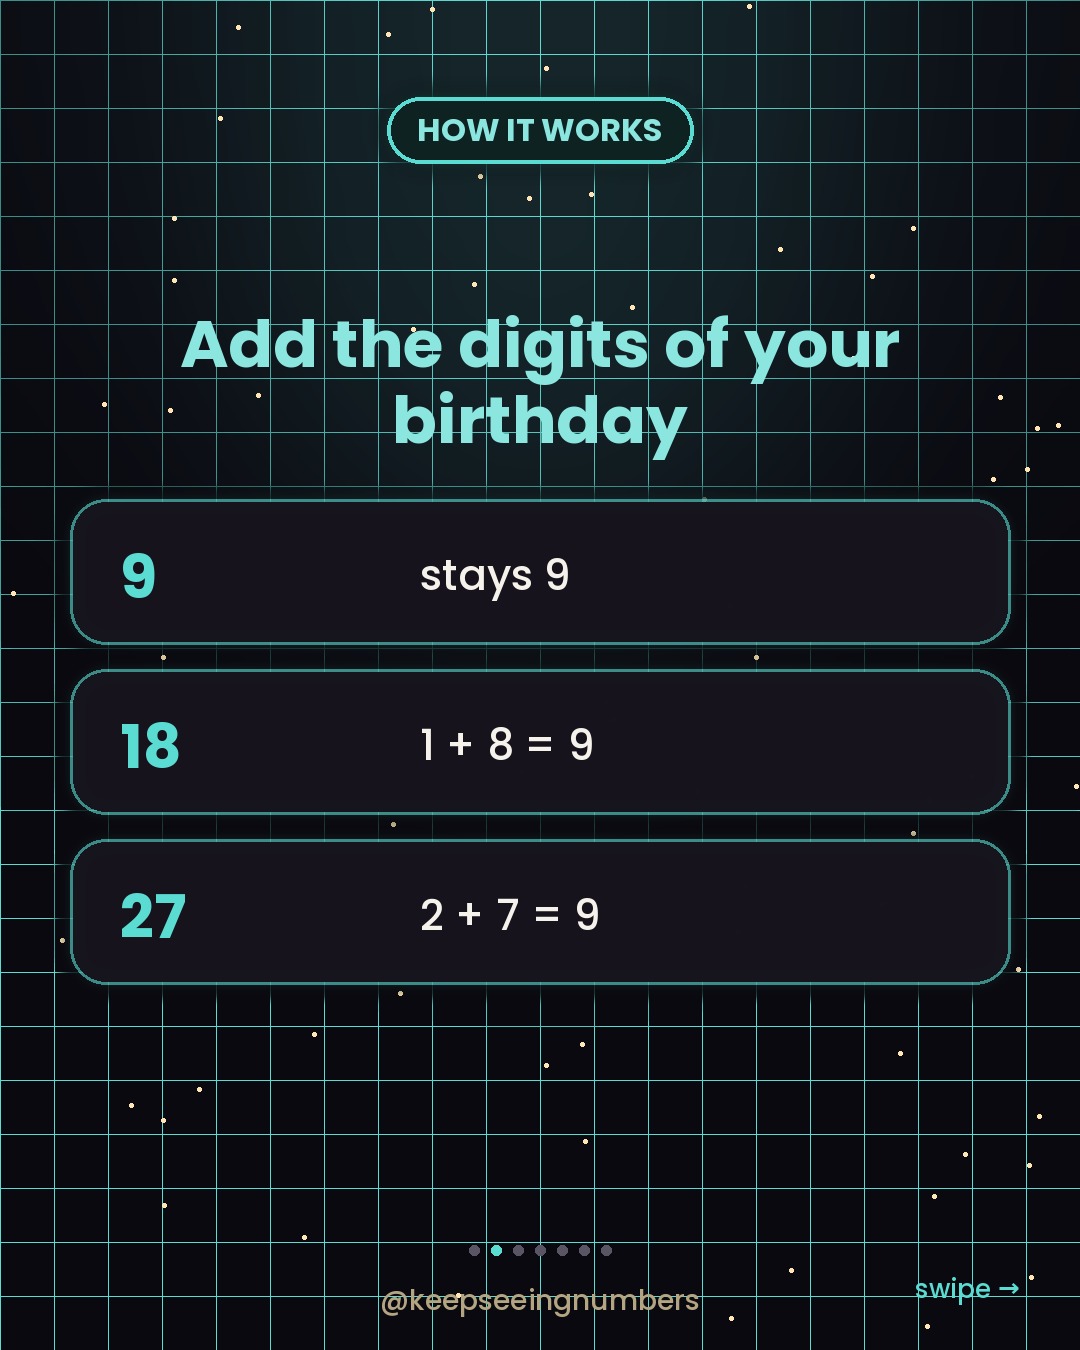 HOW IT WORKS
Add the digits of your
birthday
9 stays 9
18 1 + 8 = 9
27 2 + 7 = 9
@keepseeingnumbers
swipe →